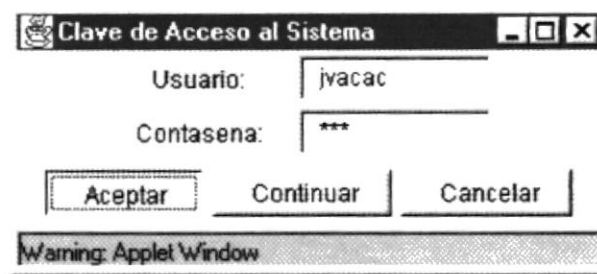 Clave de Acceso al Sistema
Usuario: jvacac
Contasena: ***
Aceptar Continuar Cancelar
Warning: Applet Window